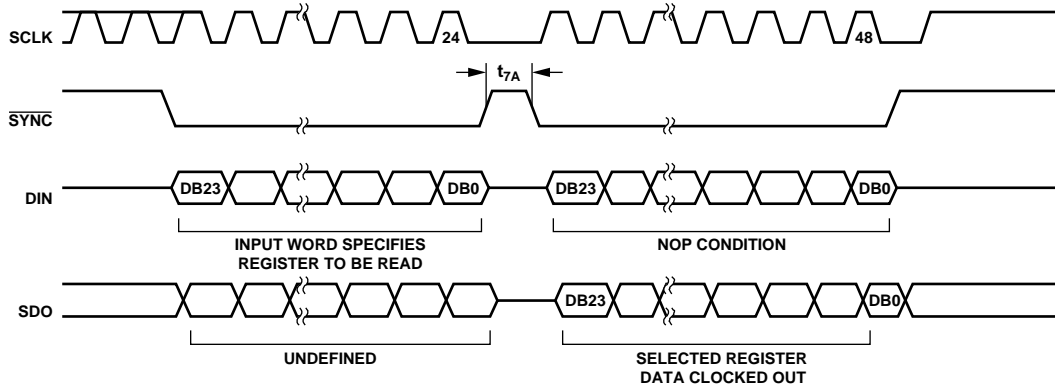 SCLK
24
48
t7A
SYNC
DIN
DB23
DB0
DB23
DB0
INPUT WORD SPECIFIES
REGISTER TO BE READ
NOP CONDITION
SDO
DB23
DB0
UNDEFINED
SELECTED REGISTER
DATA CLOCKED OUT